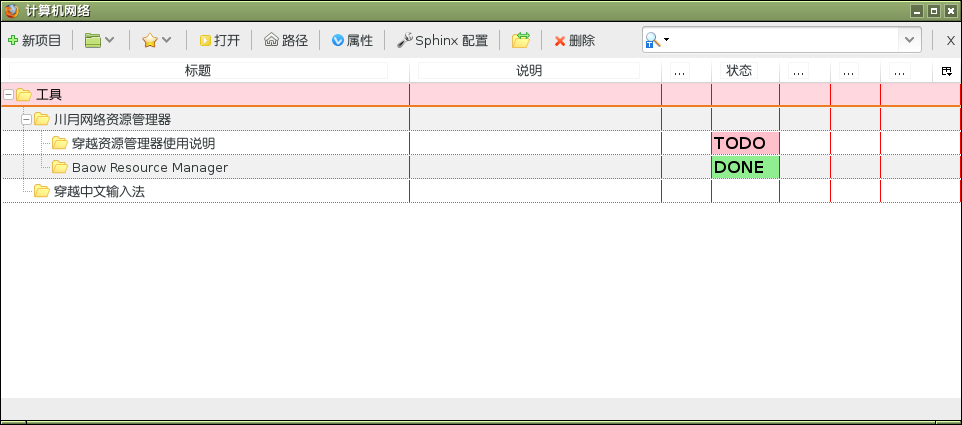 计算机网络
新项目 打开 路径 属性 Sphinx 配置 删除 X
标题 说明 ... 状态 ... ... ...
工具
川月网络资源管理器
穿越资源管理器使用说明 TODO
Baow Resource Manager DONE
穿越中文输入法